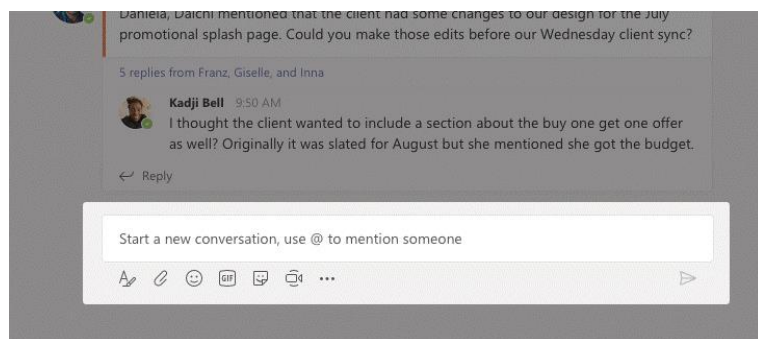 Daniela, Daichi mentioned that the client had some changes to our design for the July
promotional splash page. Could you make those edits before our Wednesday client sync?
5 replies from Franz, Giselle, and Inna
Kadji Bell 9:50 AM
I thought the client wanted to include a section about the buy one get one offer
as well? Originally it was slated for August but she mentioned she got the budget.
Reply
Start a new conversation, use @ to mention someone
GIF